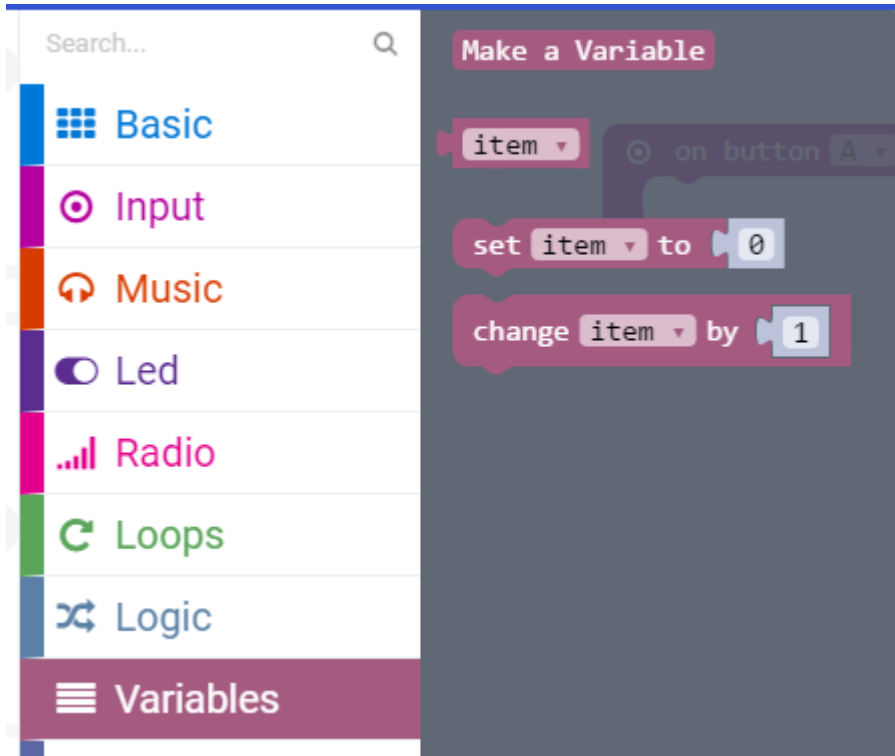 Search...
Basic
Input
Music
Led
Radio
Loops
Logic
Variables
Make a Variable
item
on button A
set item to 0
change item by 1